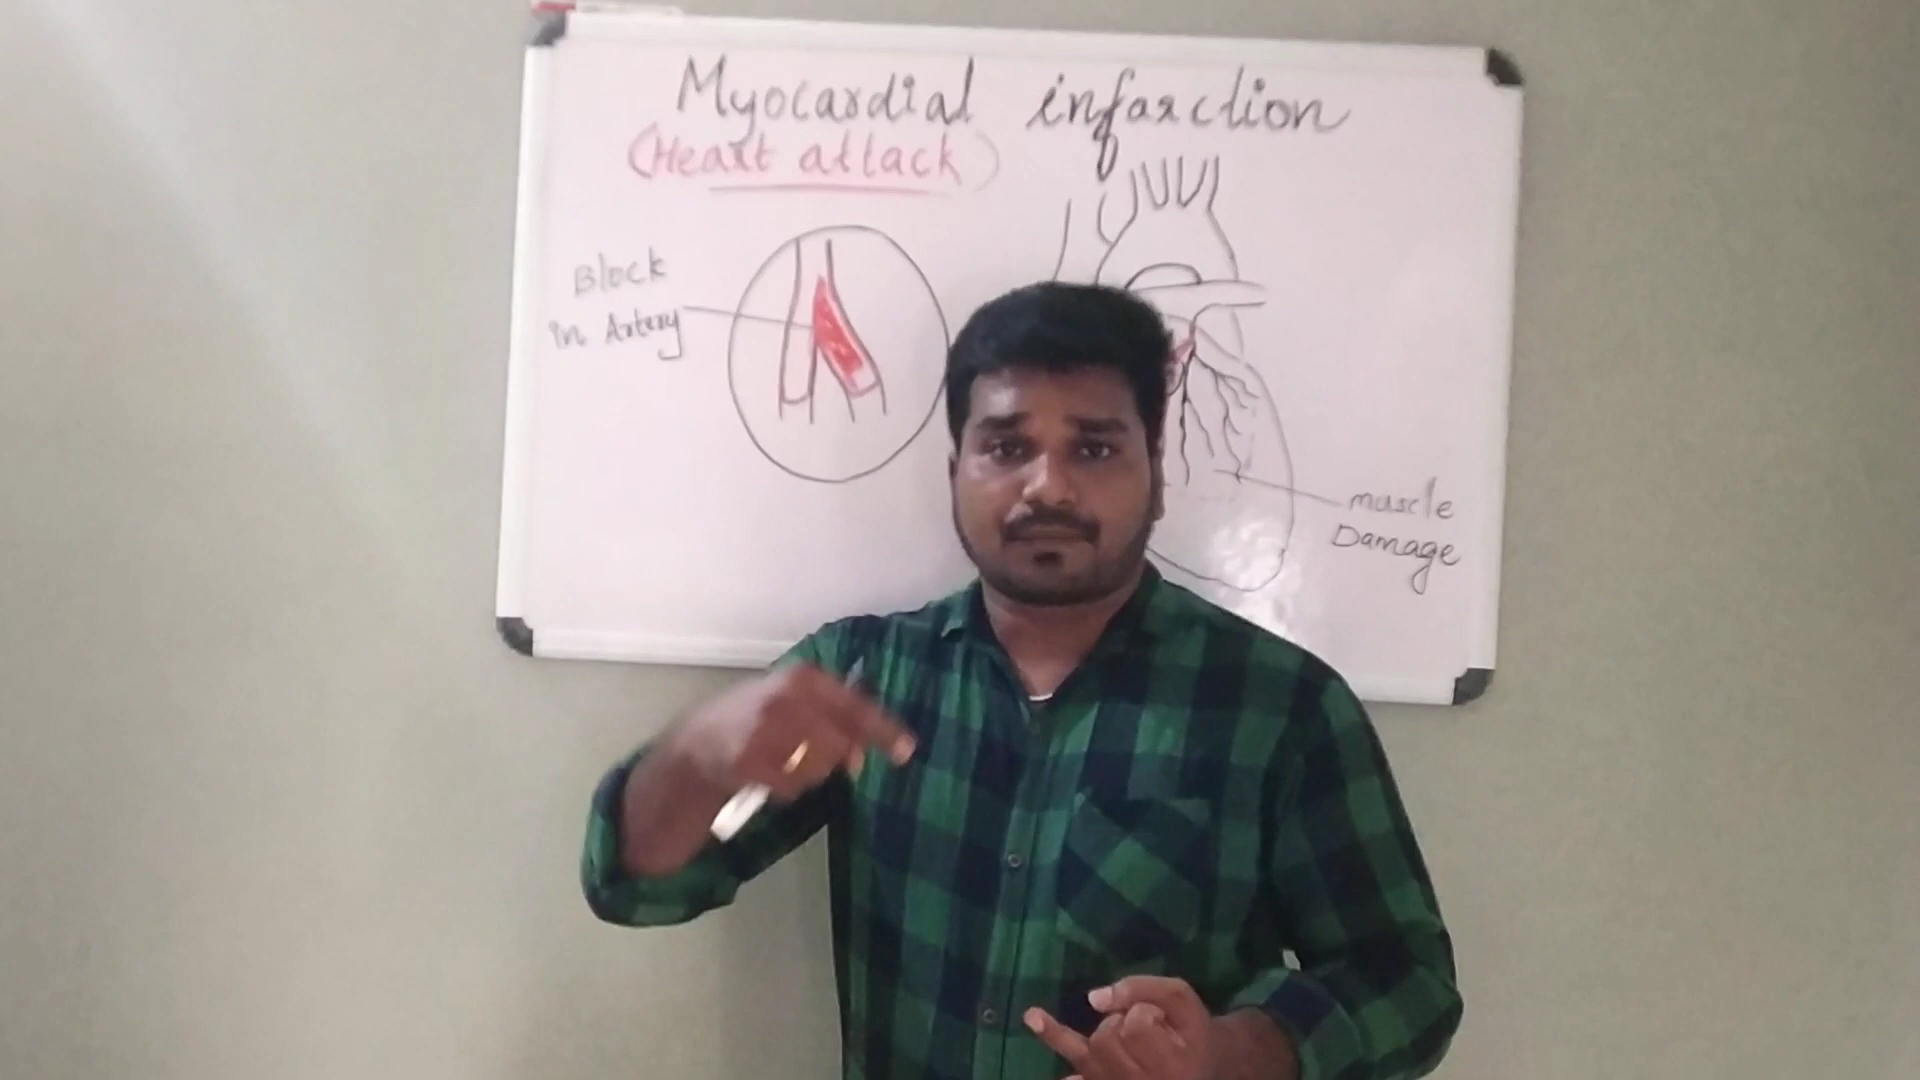 Myocardial infarction
(Heart attack)
Block
in Artery
muscle
Damage